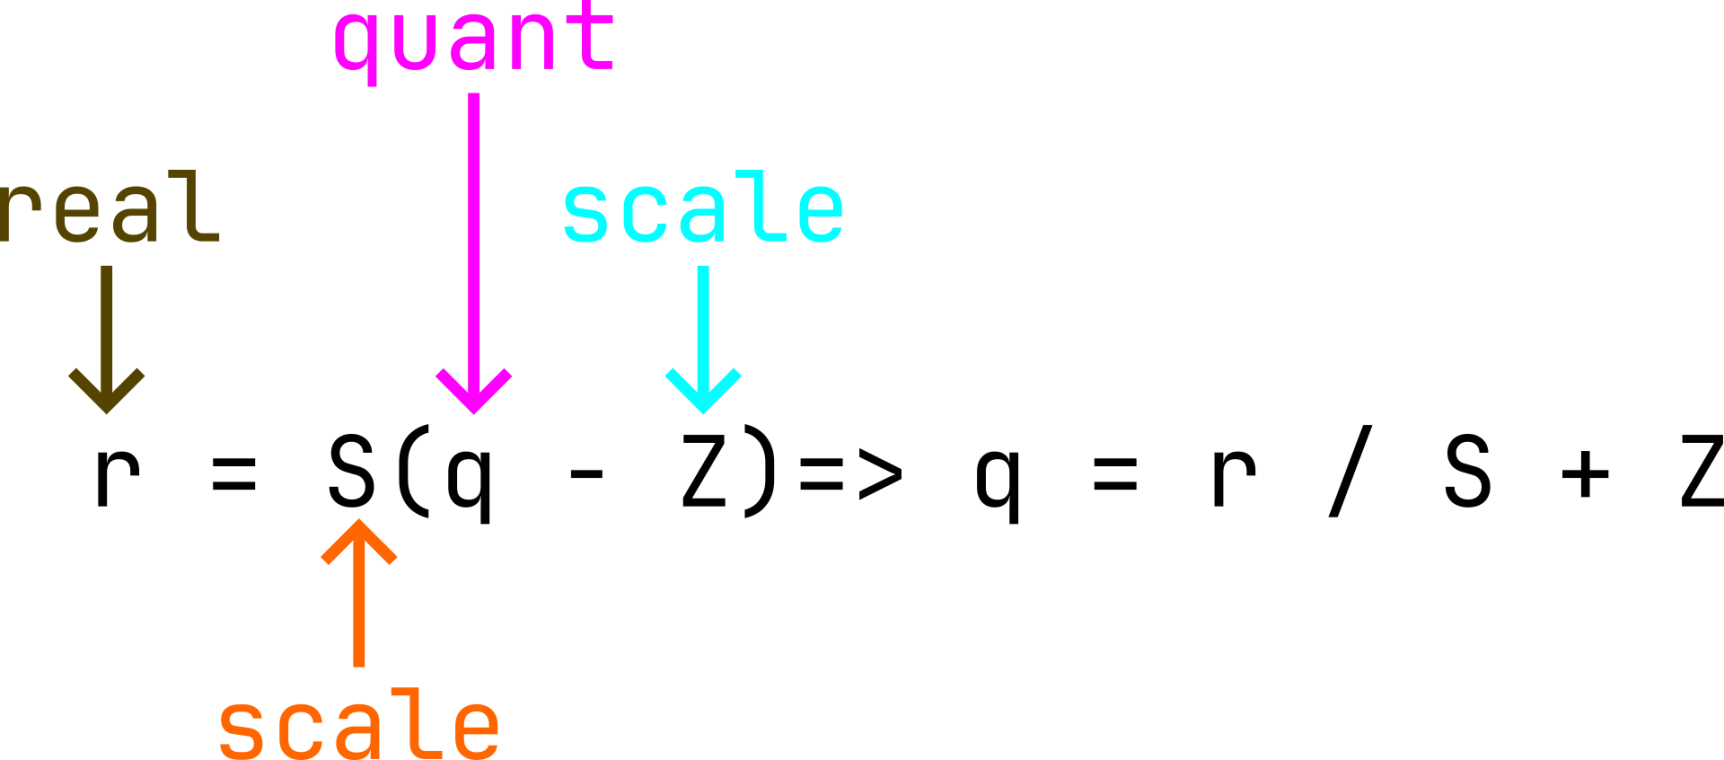 quant
real scale
r = S(q - Z)=> q = r / S + Z
scale